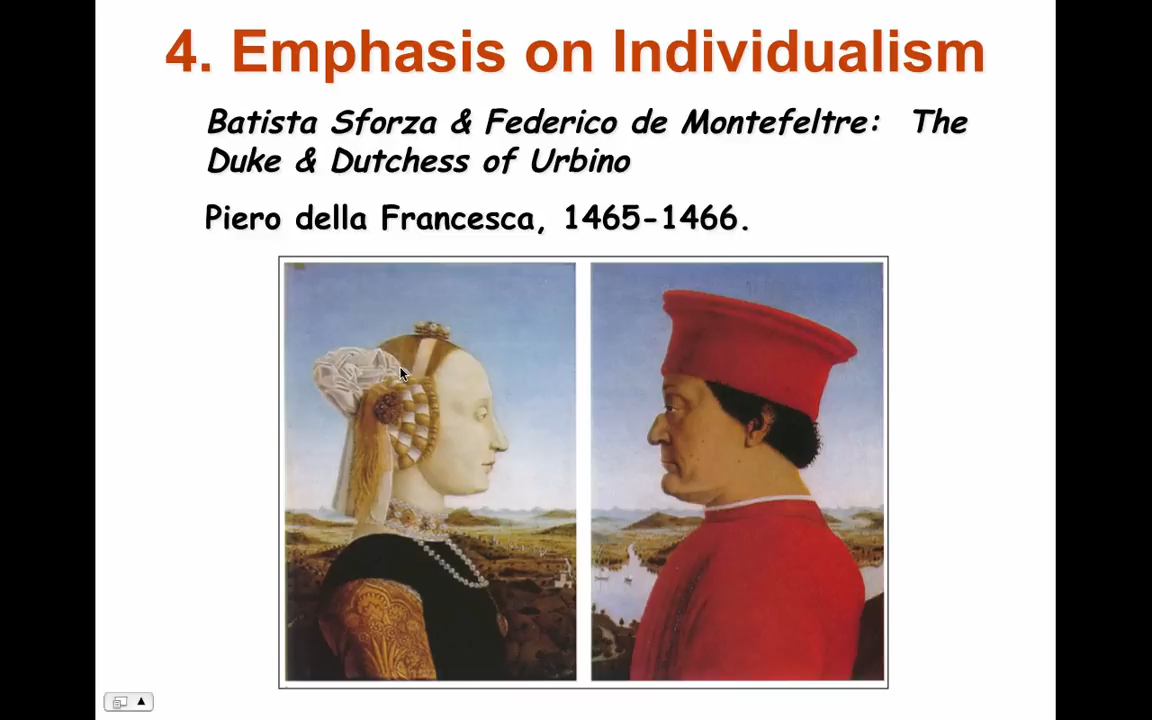 4. Emphasis on Individualism
Batista Sforza & Federico de Montefeltre: The
Duke & Dutchess of Urbino
Piero della Francesca, 1465-1466.